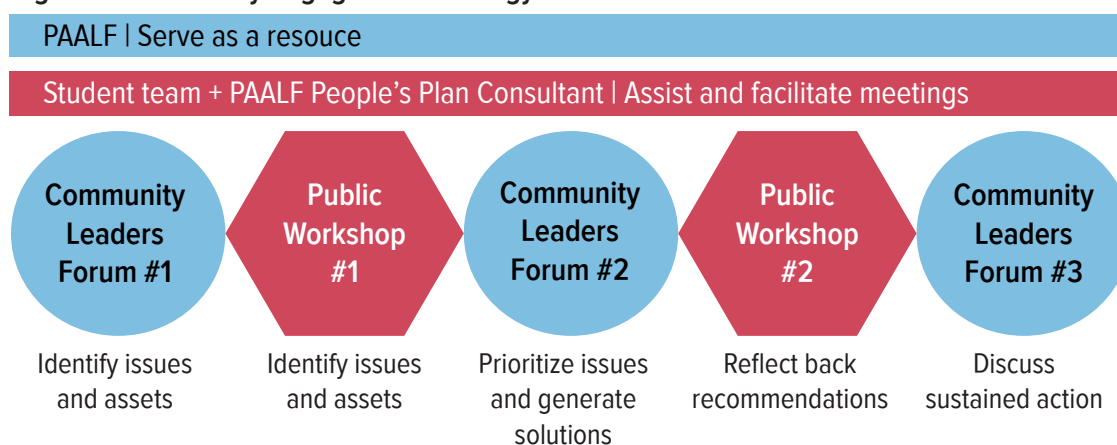 PAALF | Serve as a resouce
Student team + PAALF People's Plan Consultant | Assist and facilitate meetings
Community
Leaders
Forum #1
Public
Workshop
#1
Community
Leaders
Forum #2
Public
Workshop
#2
Community
Leaders
Forum #3
Identify issues
and assets
Identify issues
and assets
Prioritize issues
and generate
solutions
Reflect back
recommendations
Discuss
sustained action